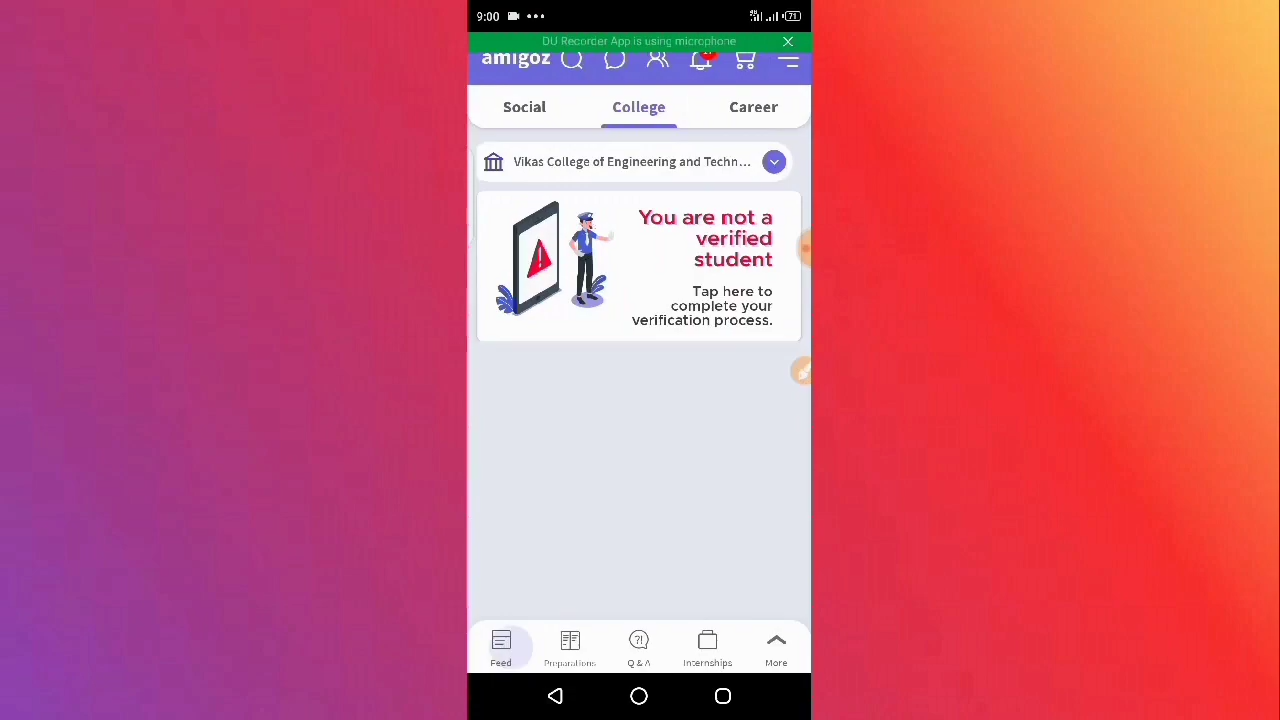 9:00
71
DU Recorder App is using microphone
amigoz
Social College Career
Vikas College of Engineering and Techn...
You are not a
verified
student
Tap here to
complete your
verification process.
Feed Preparations Q & A Internships More